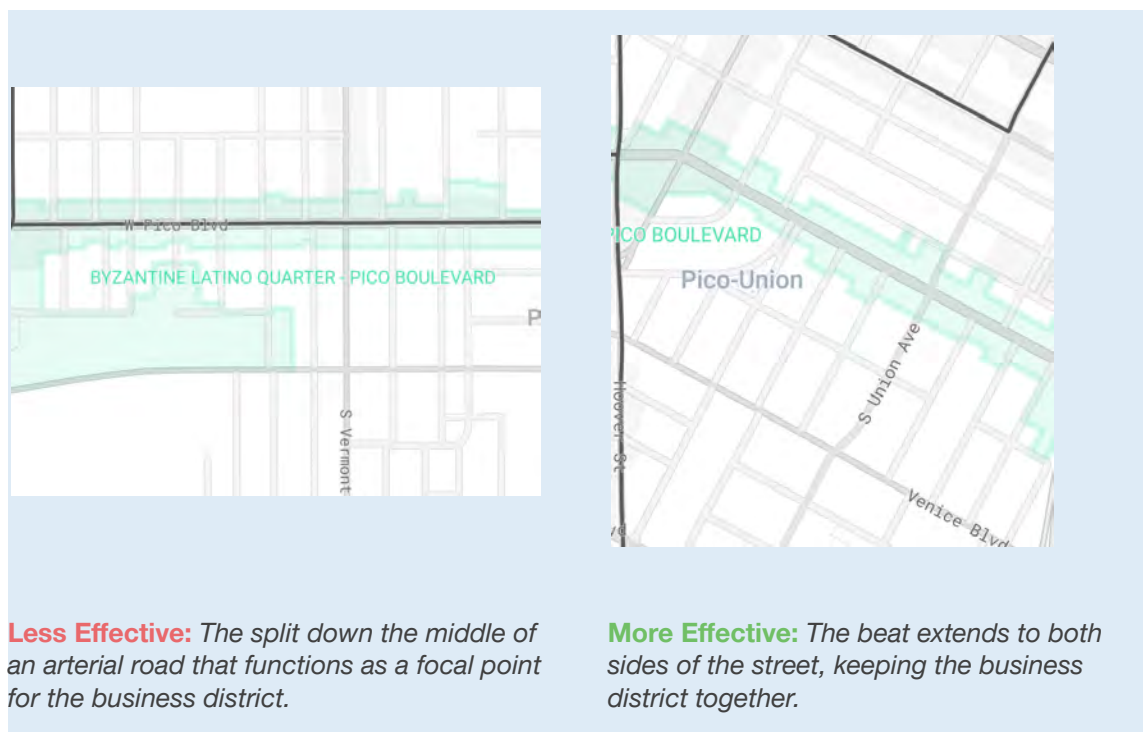 W Pico Blvd
BYZANTINE LATINO QUARTER - PICO BOULEVARD
P
S Vermont
PICO BOULEVARD
Pico-Union
S Union Ave
Hoover St
Venice Blvd
Less Effective: The split down the middle of
an arterial road that functions as a focal point
for the business district.
More Effective: The beat extends to both
sides of the street, keeping the business
district together.